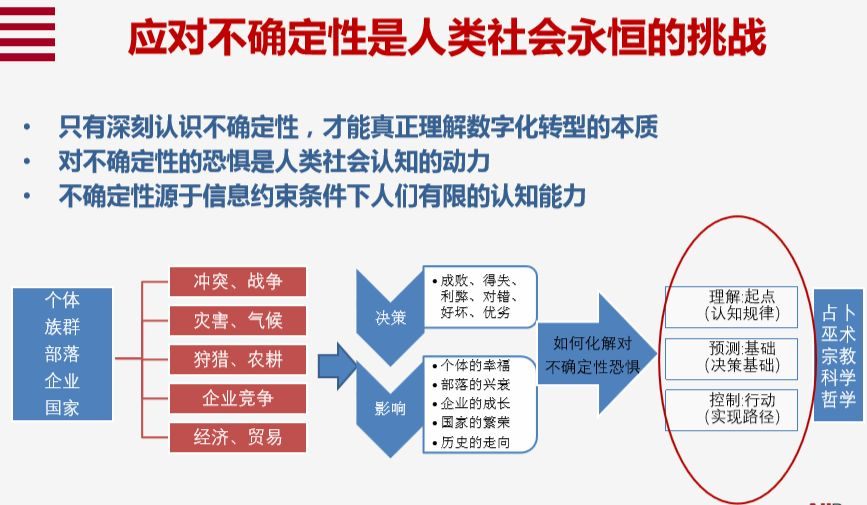 应对不确定性是人类社会永恒的挑战
• 只有深刻认识不确定性，才能真正理解数字化转型的本质
• 对不确定性的恐惧是人类社会认知的动力
• 不确定性源于信息约束条件下人们有限的认知能力
个体
族群
部落
企业
国家
冲突、战争
灾害、气候
狩猎、农耕
企业竞争
经济、贸易
决策
• 成败、得失、
利弊、对错、
好坏、优劣
影响
• 个体的幸福
• 部落的兴衰
• 企业的成长
• 国家的繁荣
• 历史的走向
如何化解对
不确定性恐惧
理解:起点
(认知规律)
预测:基础
(决策基础)
控制:行动
(实现路径)
占卜
巫术
宗教
科学
哲学